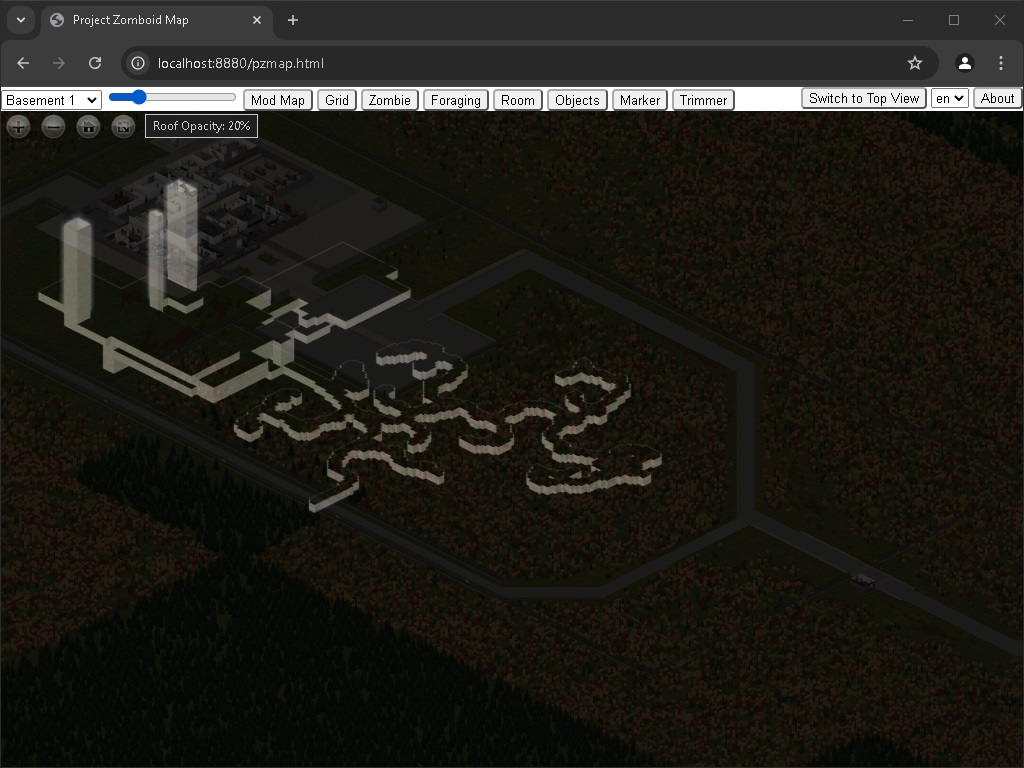 Project Zomboid Map
localhost:8880/pzmap.html
Basement 1 Mod Map Grid Zombie Foraging Room Objects Marker Trimmer Switch to Top View en About
Roof Opacity: 20%